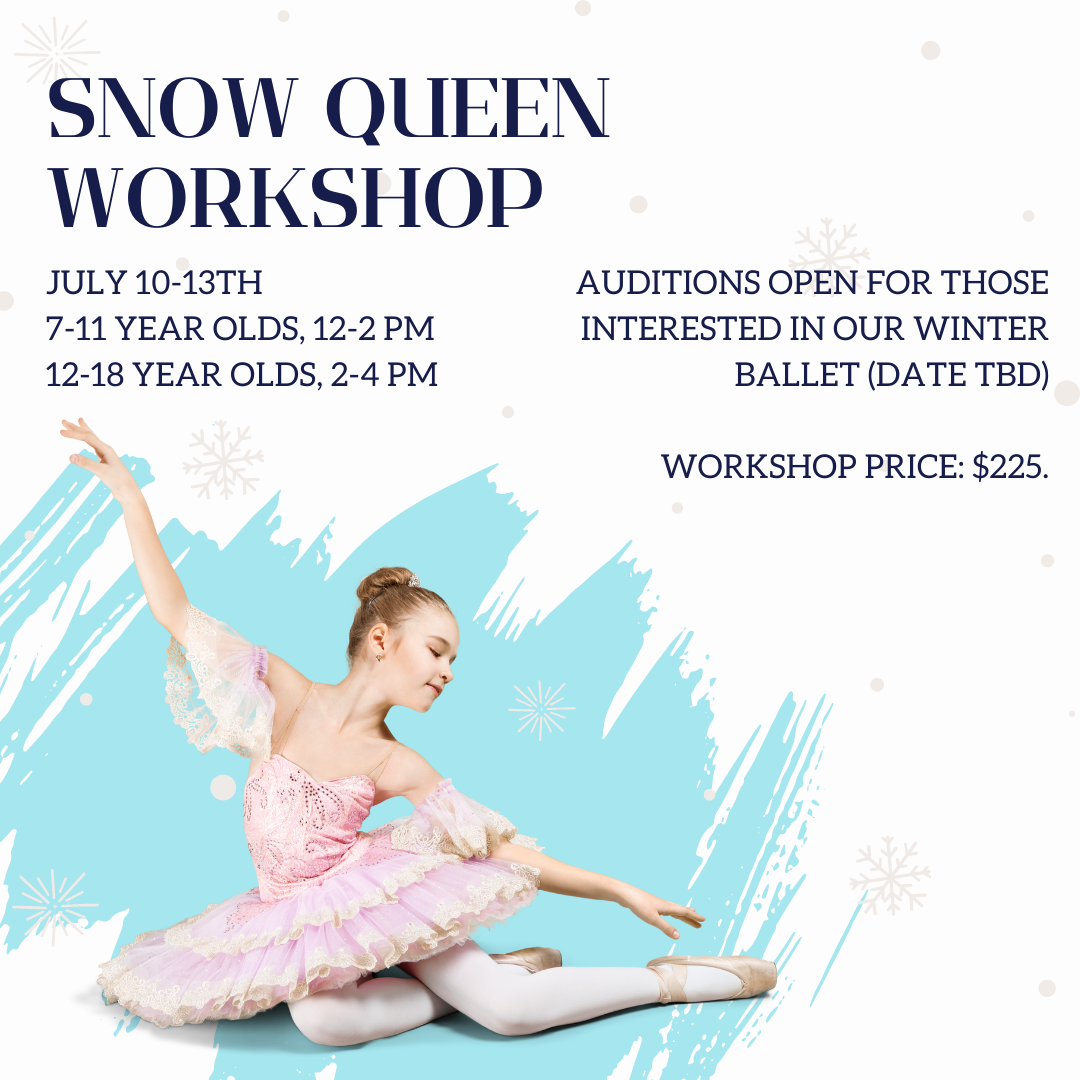 SNOW QUEEN
WORKSHOP
JULY 10-13TH
7-11 YEAR OLDS, 12-2 PM
12-18 YEAR OLDS, 2-4 PM
AUDITIONS OPEN FOR THOSE
INTERESTED IN OUR WINTER
BALLET (DATE TBD)
WORKSHOP PRICE: $225.